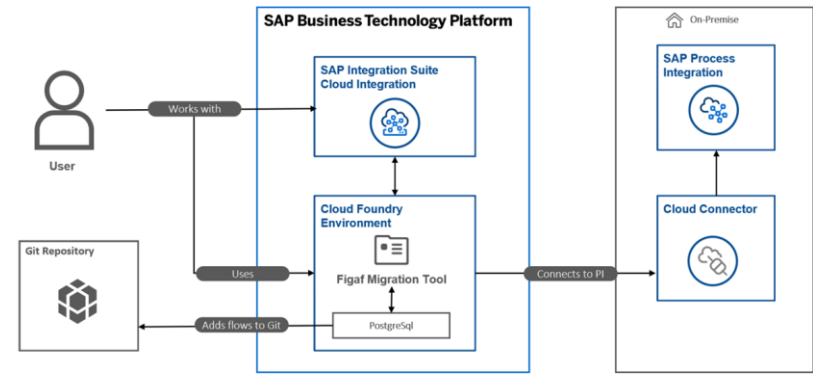 SAP Business Technology Platform
On-Premise
SAP Integration Suite
Cloud Integration
SAP Process
Integration
Works with
User
Cloud Foundry
Environment
Cloud Connector
Git Repository
Figaf Migration Tool
Uses
Connects to PI
Adds flows to Git
PostgreSql